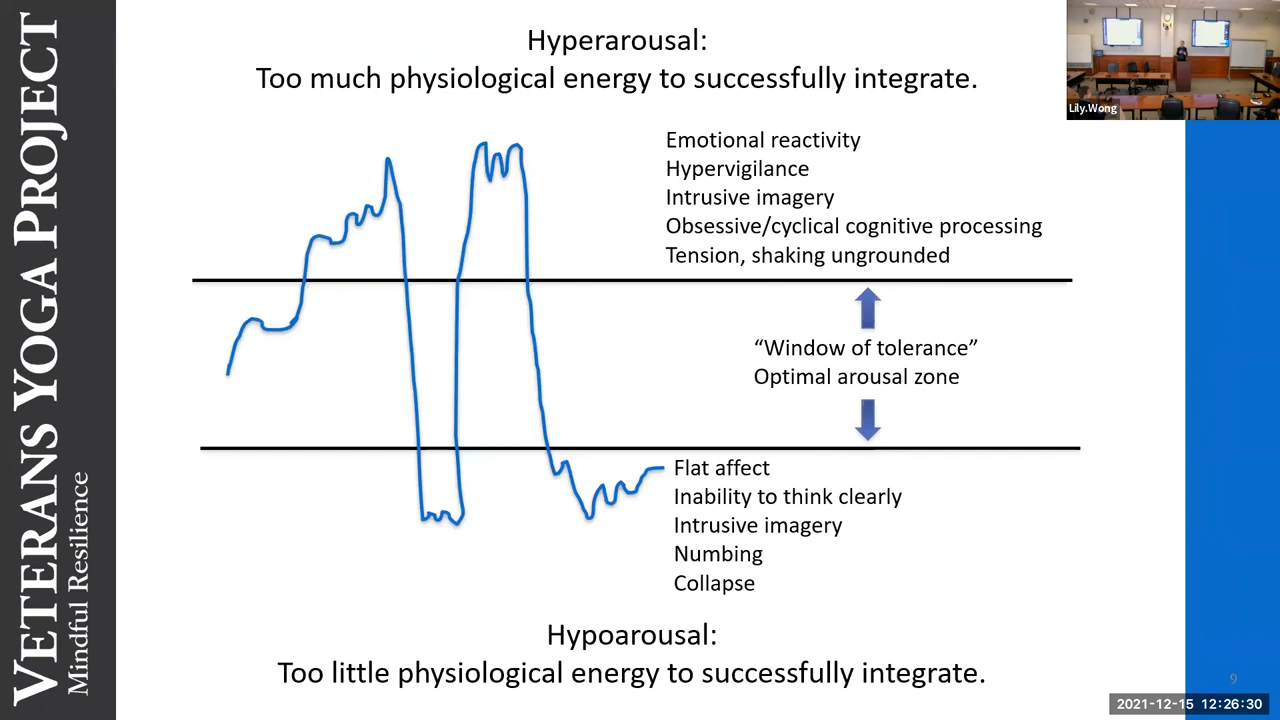 VETERANS YOGA PROJECT
Mindful Resilience
Hyperarousal:
Too much physiological energy to successfully integrate.
Lily.Wong
Emotional reactivity
Hypervigilance
Intrusive imagery
Obsessive/cyclical cognitive processing
Tension, shaking ungrounded
“Window of tolerance”
Optimal arousal zone
Flat affect
Inability to think clearly
Intrusive imagery
Numbing
Collapse
Hypoarousal:
Too little physiological energy to successfully integrate.
9
2021-12-15 12:26:30